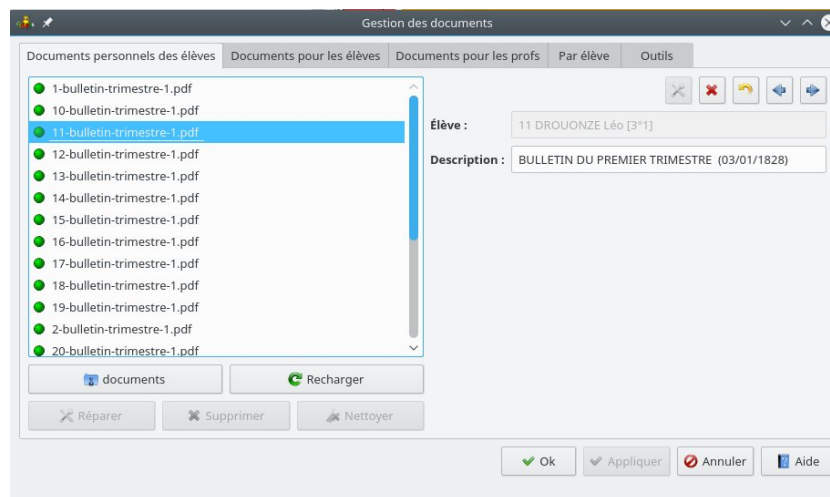 Gestion des documents
Documents personnels des élèves
Documents pour les élèves
Documents pour les profs
Par élève
Outils
1-bulletin-trimestre-1.pdf
10-bulletin-trimestre-1.pdf
11-bulletin-trimestre-1.pdf
12-bulletin-trimestre-1.pdf
13-bulletin-trimestre-1.pdf
14-bulletin-trimestre-1.pdf
15-bulletin-trimestre-1.pdf
16-bulletin-trimestre-1.pdf
17-bulletin-trimestre-1.pdf
18-bulletin-trimestre-1.pdf
19-bulletin-trimestre-1.pdf
2-bulletin-trimestre-1.pdf
20-bulletin-trimestre-1.pdf
documents
Recharger
Réparer
Supprimer
Nettoyer
Élève :
11 DROUONZE Léo [3°1]
Description :
BULLETIN DU PREMIER TRIMESTRE (03/01/1828)
Ok
Appliquer
Annuler
Aide